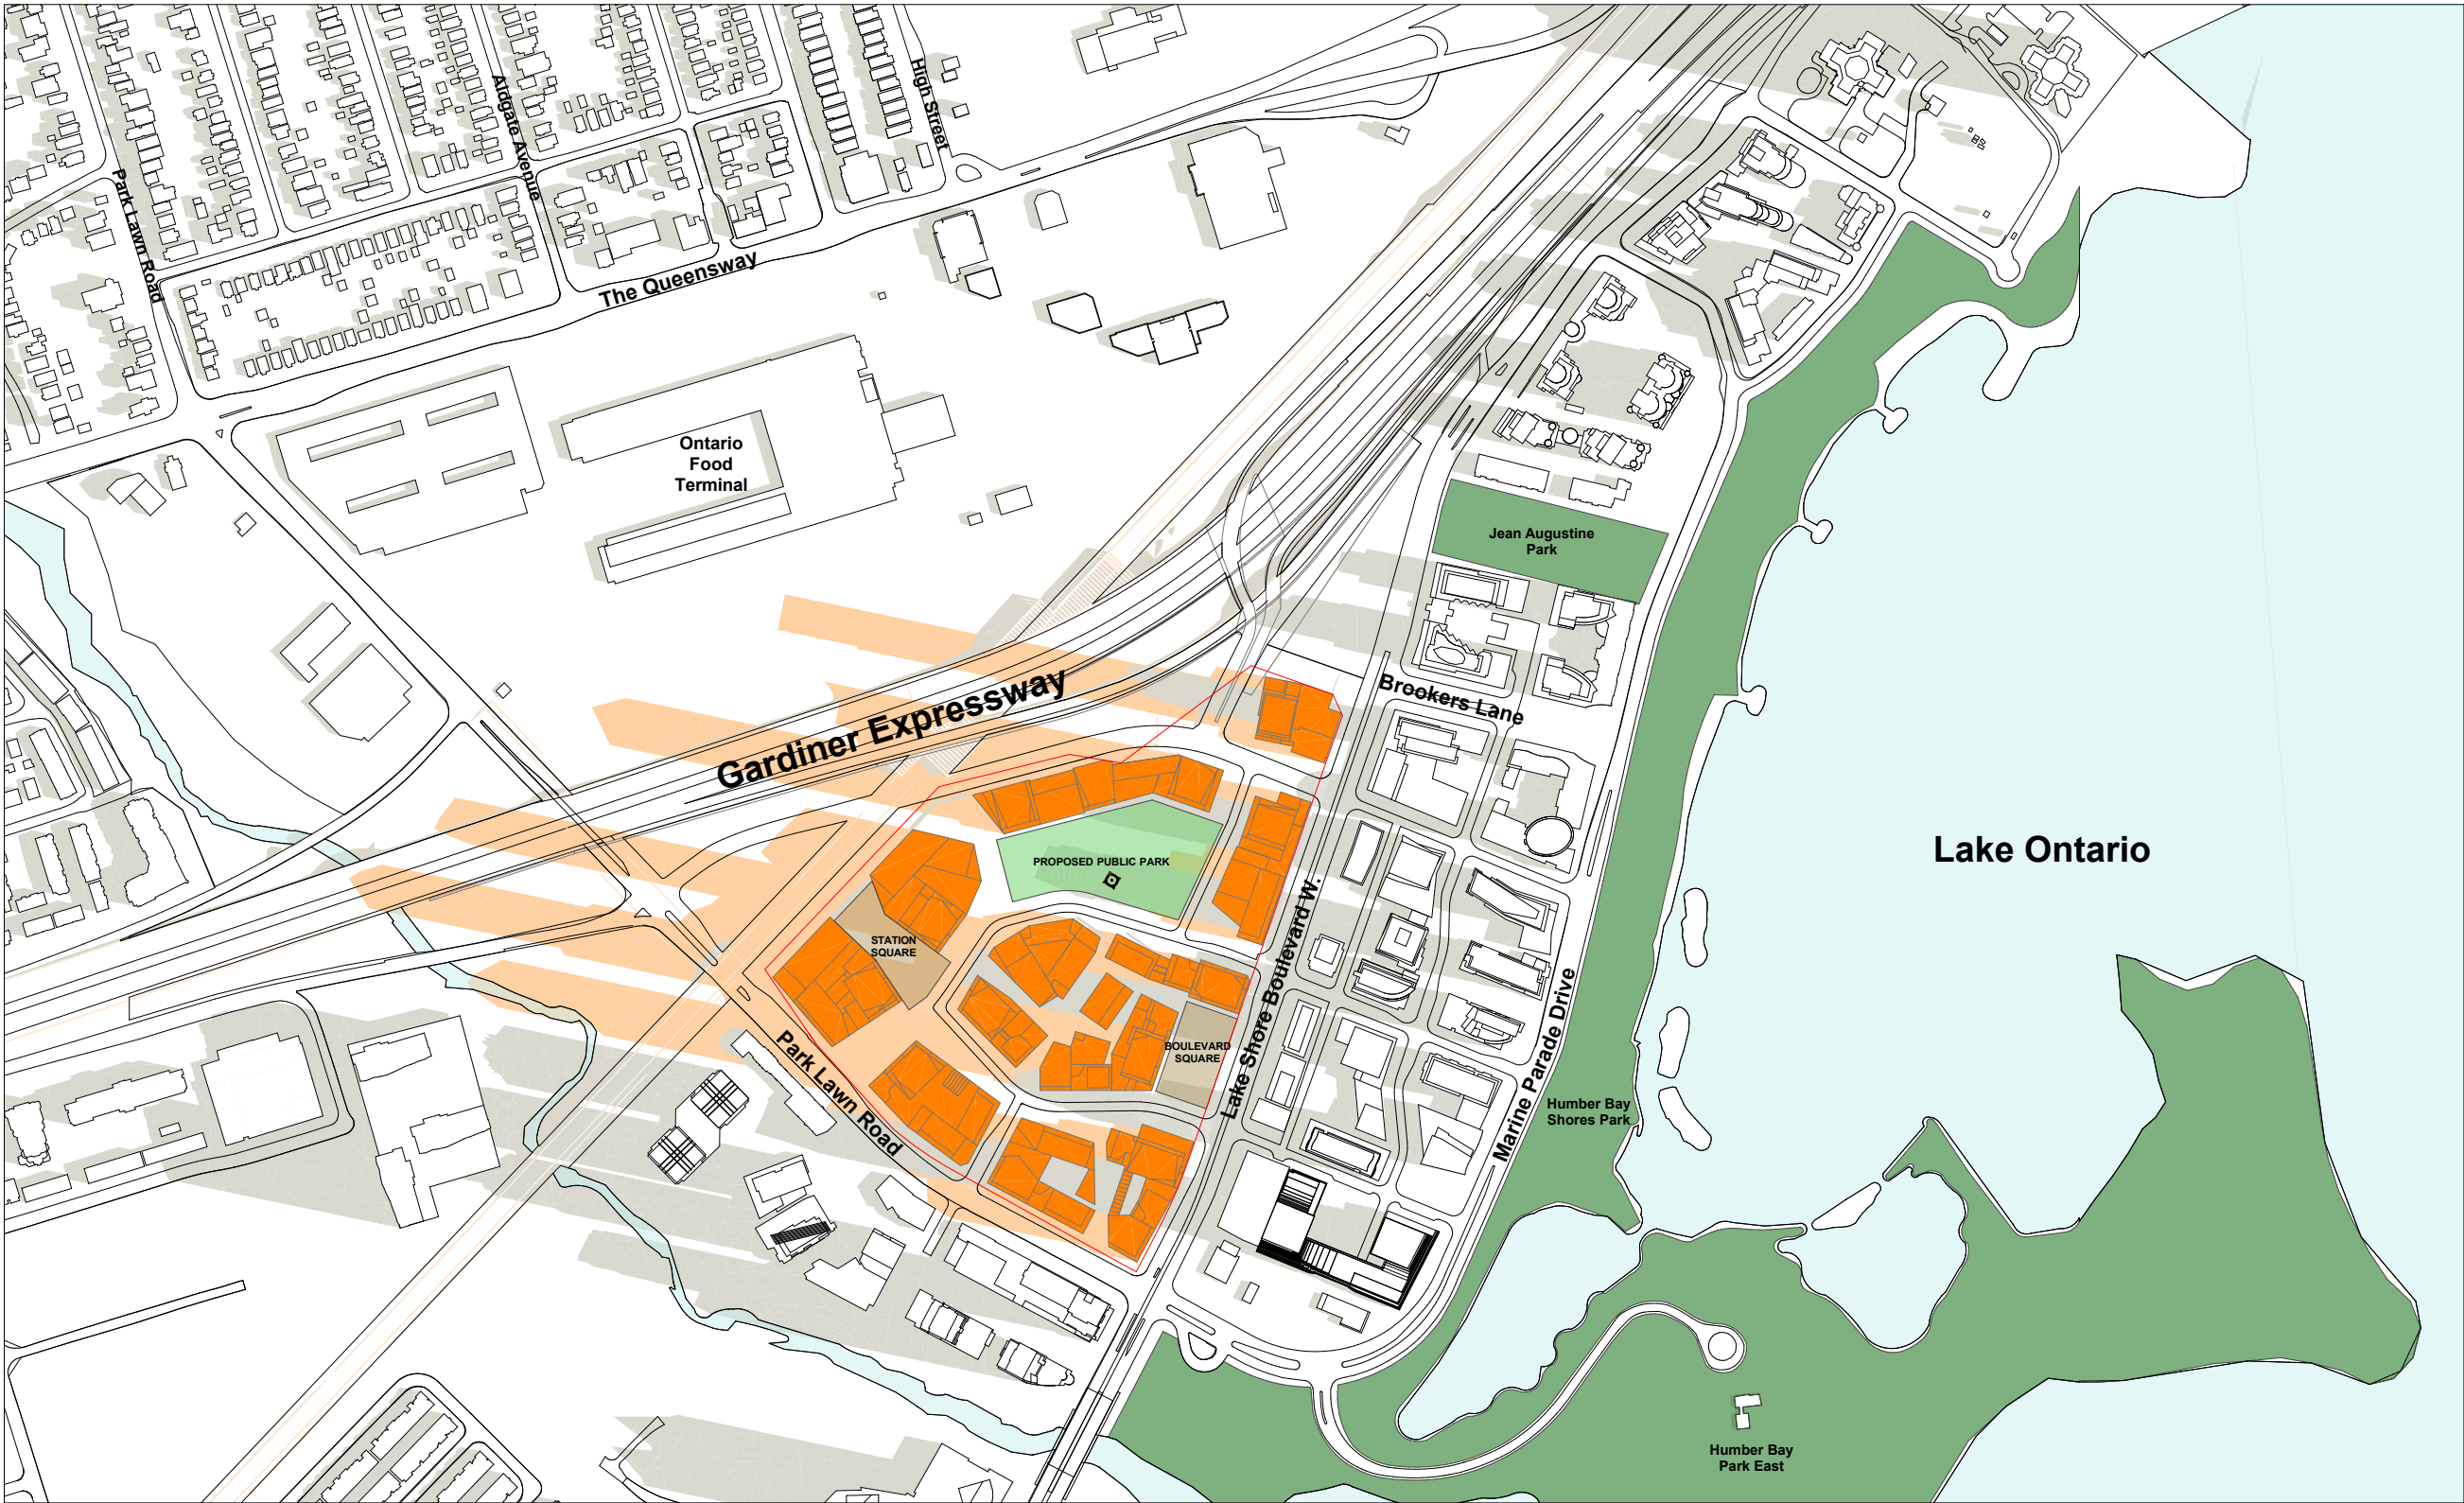 High Street
Aldgate Avenue
Park Lawn Road
The Queensway
Ontario
Food
Terminal
Jean Augustine
Park
Brookers Lane
Gardiner Expressway
PROPOSED PUBLIC PARK
Lake Ontario
STATION
SQUARE
Lake Shore Boulevard W.
BOULEVARD
SQUARE
Park Lawn Road
Marine Parade Drive
Humber Bay
Shores Park
Humber Bay
Park East